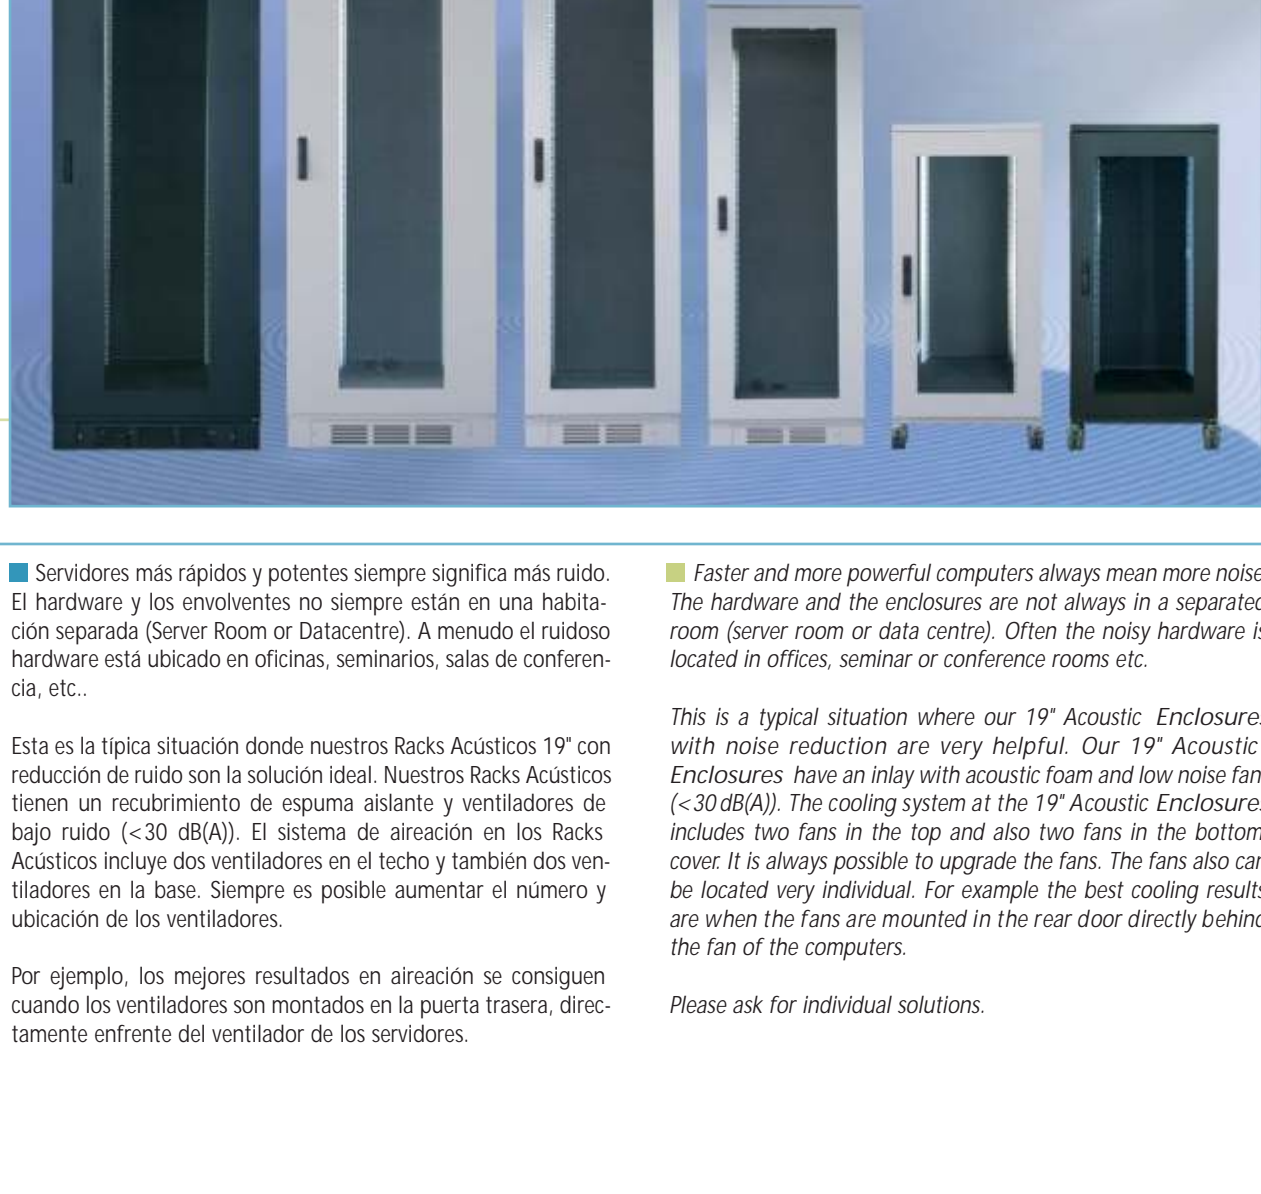 Servidores más rápidos y potentes siempre significa más ruido.
El hardware y los envolventes no siempre están en una habita-
ción separada (Server Room or Datacentre). A menudo el ruidoso
hardware está ubicado en oficinas, seminarios, salas de conferen-
cia, etc..
Esta es la típica situación donde nuestros Racks Acústicos 19" con
reducción de ruido son la solución ideal. Nuestros Racks Acústicos
tienen un recubrimiento de espuma aislante y ventiladores de
bajo ruido (<30 dB(A)). El sistema de aireación en los Racks
Acústicos incluye dos ventiladores en el techo y también dos ven-
tiladores en la base. Siempre es posible aumentar el número y
ubicación de los ventiladores.
Por ejemplo, los mejores resultados en aireación se consiguen
cuando los ventiladores son montados en la puerta trasera, direc-
tamente enfrente del ventilador de los servidores.
Faster and more powerful computers always mean more noise
The hardware and the enclosures are not always in a separated
room (server room or data centre). Often the noisy hardware is
located in offices, seminar or conference rooms etc.
This is a typical situation where our 19" Acoustic Enclosures
with noise reduction are very helpful. Our 19" Acoustic
Enclosures have an inlay with acoustic foam and low noise fan
(<30 dB(A)). The cooling system at the 19" Acoustic Enclosures
includes two fans in the top and also two fans in the bottom
cover. It is always possible to upgrade the fans. The fans also can
be located very individual. For example the best cooling results
are when the fans are mounted in the rear door directly behind
the fan of the computers.
Please ask for individual solutions.